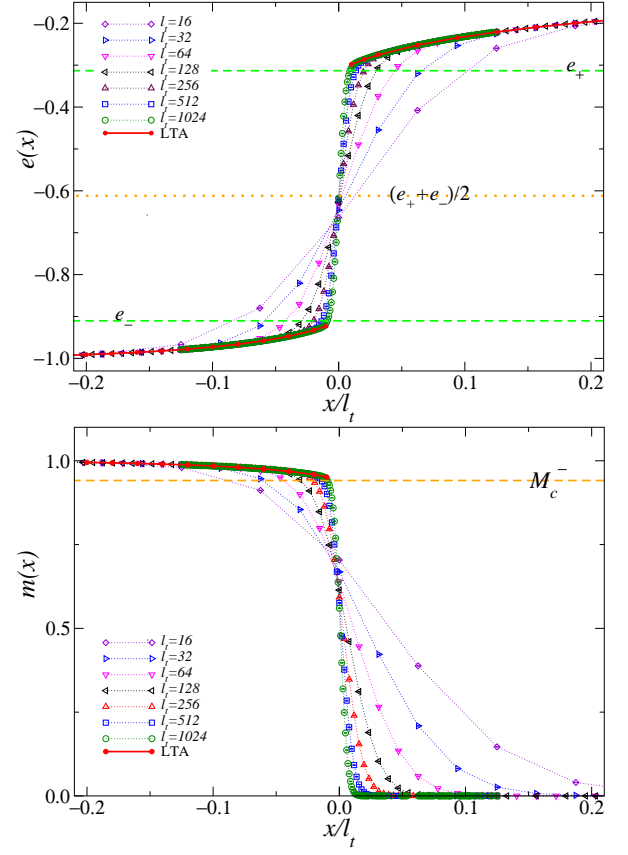 −0.2
−0.4
−0.6
−0.8
−1.0
e(x)
l_t=16
l_t=32
l_t=64
l_t=128
l_t=256
l_t=512
l_t=1024
LTA
e_+
(e_+ + e_−)/2
e_−
−0.2 −0.1 0.0 0.1 0.2
x/l_t
1.0
0.5
0.0
m(x)
M_c^−
l_t=16
l_t=32
l_t=64
l_t=128
l_t=256
l_t=512
l_t=1024
LTA
−0.2 −0.1 0.0 0.1 0.2
x/l_t